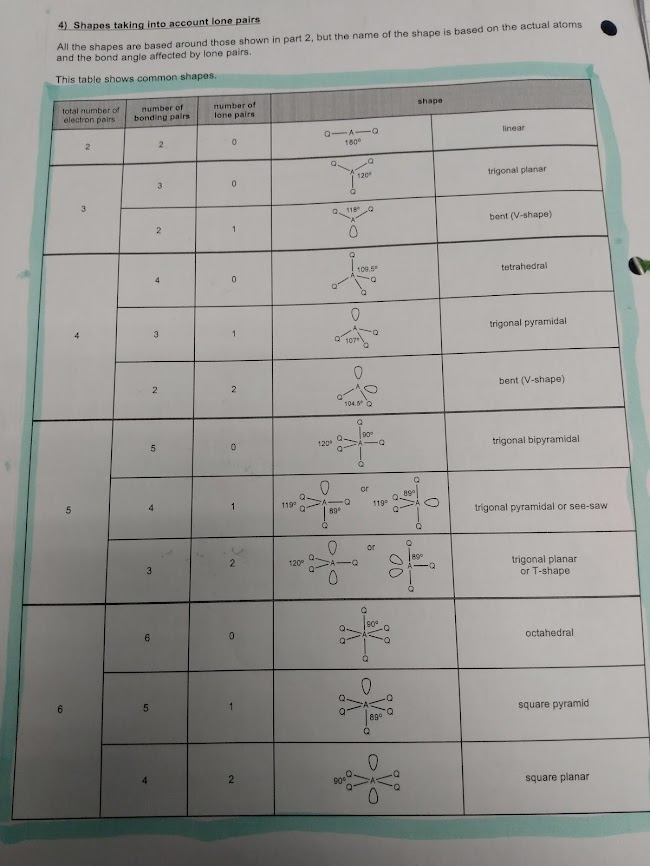 4) Shapes taking into account lone pairs
All the shapes are based around those shown in part 2, but the name of the shape is based on the actual atoms
and the bond angle affected by lone pairs.
This table shows common shapes.
total number of electron pairs | number of bonding pairs | number of lone pairs | shape
2 | 2 | 0 | Q—A—Q 180° | linear
3 | 3 | 0 | Q Q A 120° Q | trigonal planar
2 | 1 | Q 118° Q A | bent (V-shape)
4 | 4 | 0 | Q 109.5° A Q Q Q | tetrahedral
3 | 1 | A Q Q 107° Q | trigonal pyramidal
2 | 2 | A Q 104.5° Q | bent (V-shape)
5 | 5 | 0 | Q 90° 120° Q Q A Q Q | trigonal bipyramidal
4 | 1 | 119° Q Q A Q 89° Q or Q 89° 119° Q Q A Q | trigonal pyramidal or see-saw
3 | 2 | 120° Q Q A Q or Q 89° A Q Q | trigonal planar or T-shape
6 | 6 | 0 | Q 90° Q Q A Q Q Q | octahedral
5 | 1 | Q Q A Q Q 89° Q | square pyramid
4 | 2 | 90° Q Q A Q Q | square planar